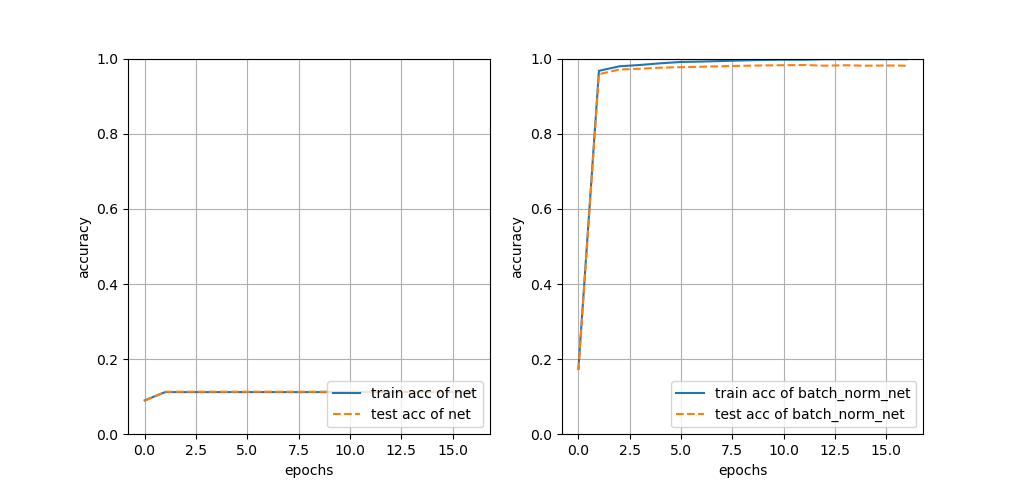 1.0
0.8
0.6
0.4
0.2
0.0
accuracy
train acc of net
test acc of net
0.0 2.5 5.0 7.5 10.0 12.5 15.0
epochs
1.0
0.8
0.6
0.4
0.2
0.0
accuracy
train acc of batch_norm_net
test acc of batch_norm_net
0.0 2.5 5.0 7.5 10.0 12.5 15.0
epochs